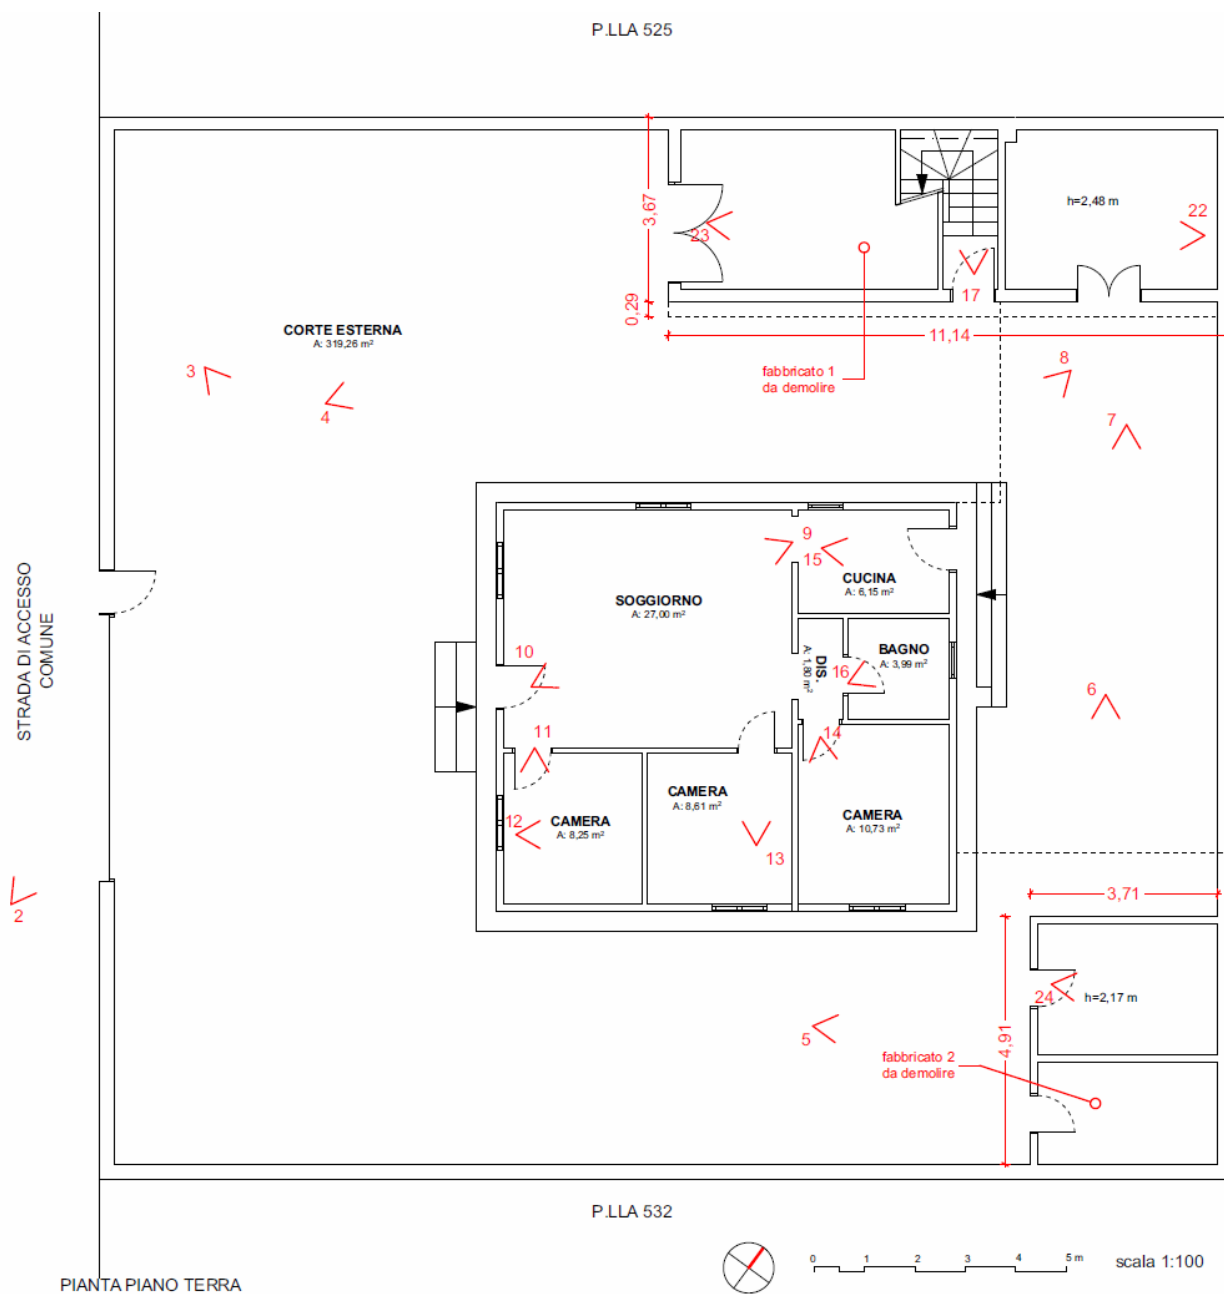 P.LLA 525
3,67
23
h=2,48 m
22
17
0,29
11,14
CORTE ESTERNA
A: 319,26 m²
fabbricato 1
da demolire
3
4
8
7
STRADA DI ACCESSO
COMUNE
9
15
CUCINA
A: 6,15 m²
SOGGIORNO
A: 27,00 m²
10
DIS.
A: 1,80 m²
BAGNO
A: 3,99 m²
16
6
11
14
CAMERA
A: 8,61 m²
12
CAMERA
A: 8,25 m²
CAMERA
A: 10,73 m²
13
2
3,71
24
h=2,17 m
4,91
5
fabbricato 2
da demolire
P.LLA 532
0 1 2 3 4 5 m
scala 1:100
PIANTA PIANO TERRA